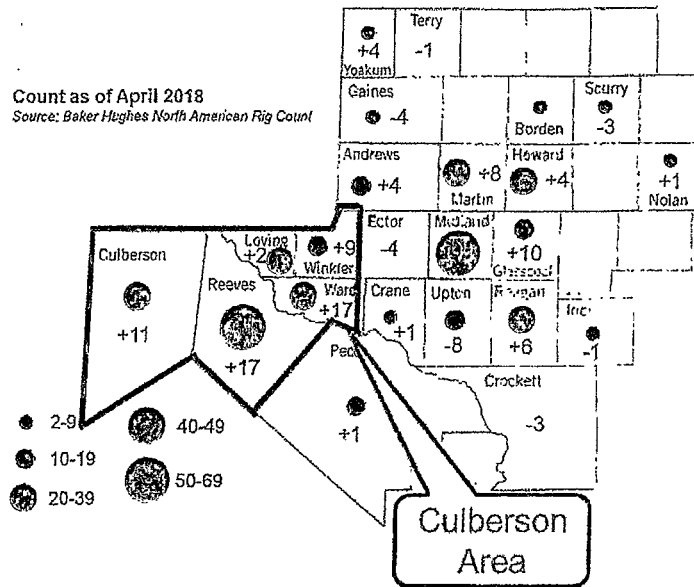 Terry
+4
-1
Yoakum
Count as of April 2018
Source: Baker Hughes North American Rig Count
Gaines
-4
Scurry
Borden
-3
Andrews
+4
+8
Martin
Howard
+4
+1
Nolan
Culberson
+11
Loving
+2
+9
Winkler
Ector
-4
Midland
+10
Reeves
+17
Ward
+17
Crane
+1
Upton
-8
Reagan
+6
-1
+1
Crockett
-3
2-9
10-19
20-39
40-49
50-69
Culberson
Area